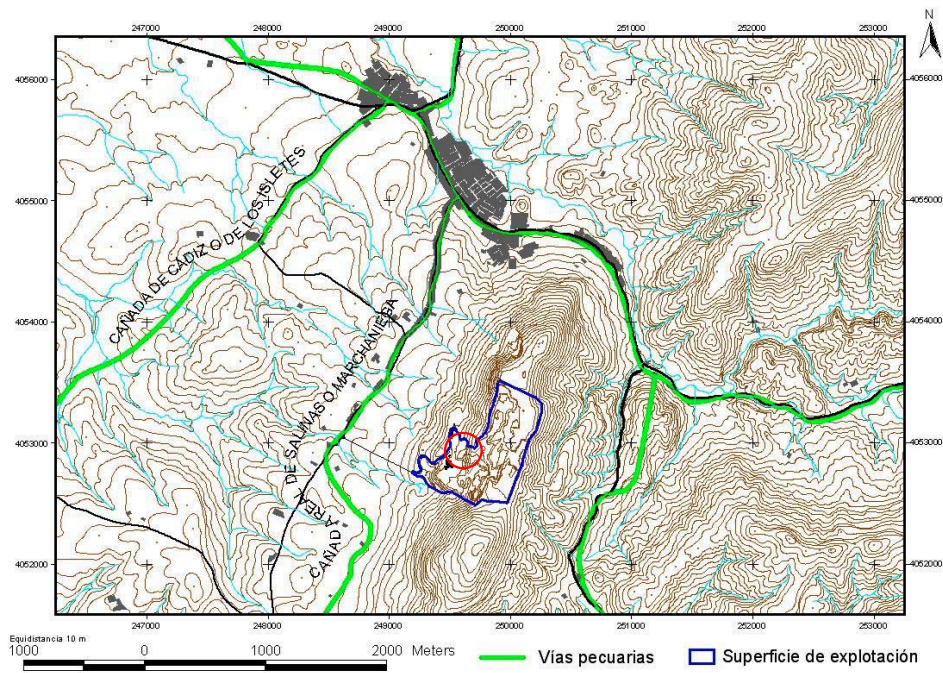 N
247000 248000 249000 250000 251000 252000 253000
4056000 4056000
4055000 4055000
4054000 4054000
4053000 4053000
4052000 4052000
CAÑADA DE CÁDIZ O DE LOS ISLETES
CAÑADA REAL DE SALINAS O MARCHANIEGA
247000 248000 249000 250000 251000 252000 253000
Equidistancia 10 m
1000 0 1000 2000 Meters
Vías pecuarias
Superficie de explotación